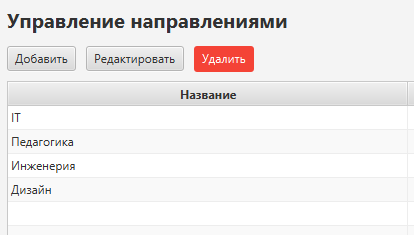 Управление направлениями
Добавить Редактировать Удалить
Название
IT
Педагогика
Инженерия
Дизайн